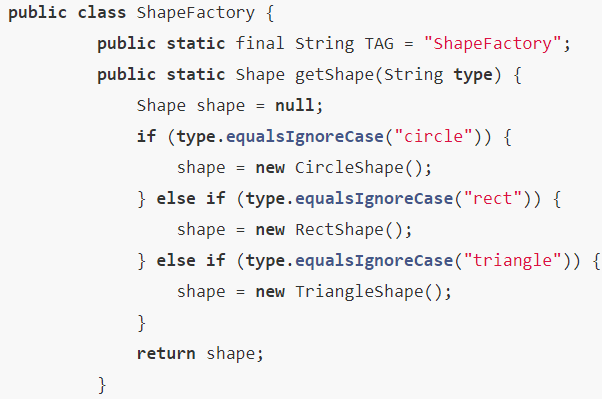 public class ShapeFactory {
public static final String TAG = "ShapeFactory";
public static Shape getShape(String type) {
Shape shape = null;
if (type.equalsIgnoreCase("circle")) {
shape = new CircleShape();
} else if (type.equalsIgnoreCase("rect")) {
shape = new RectShape();
} else if (type.equalsIgnoreCase("triangle")) {
shape = new TriangleShape();
}
return shape;
}